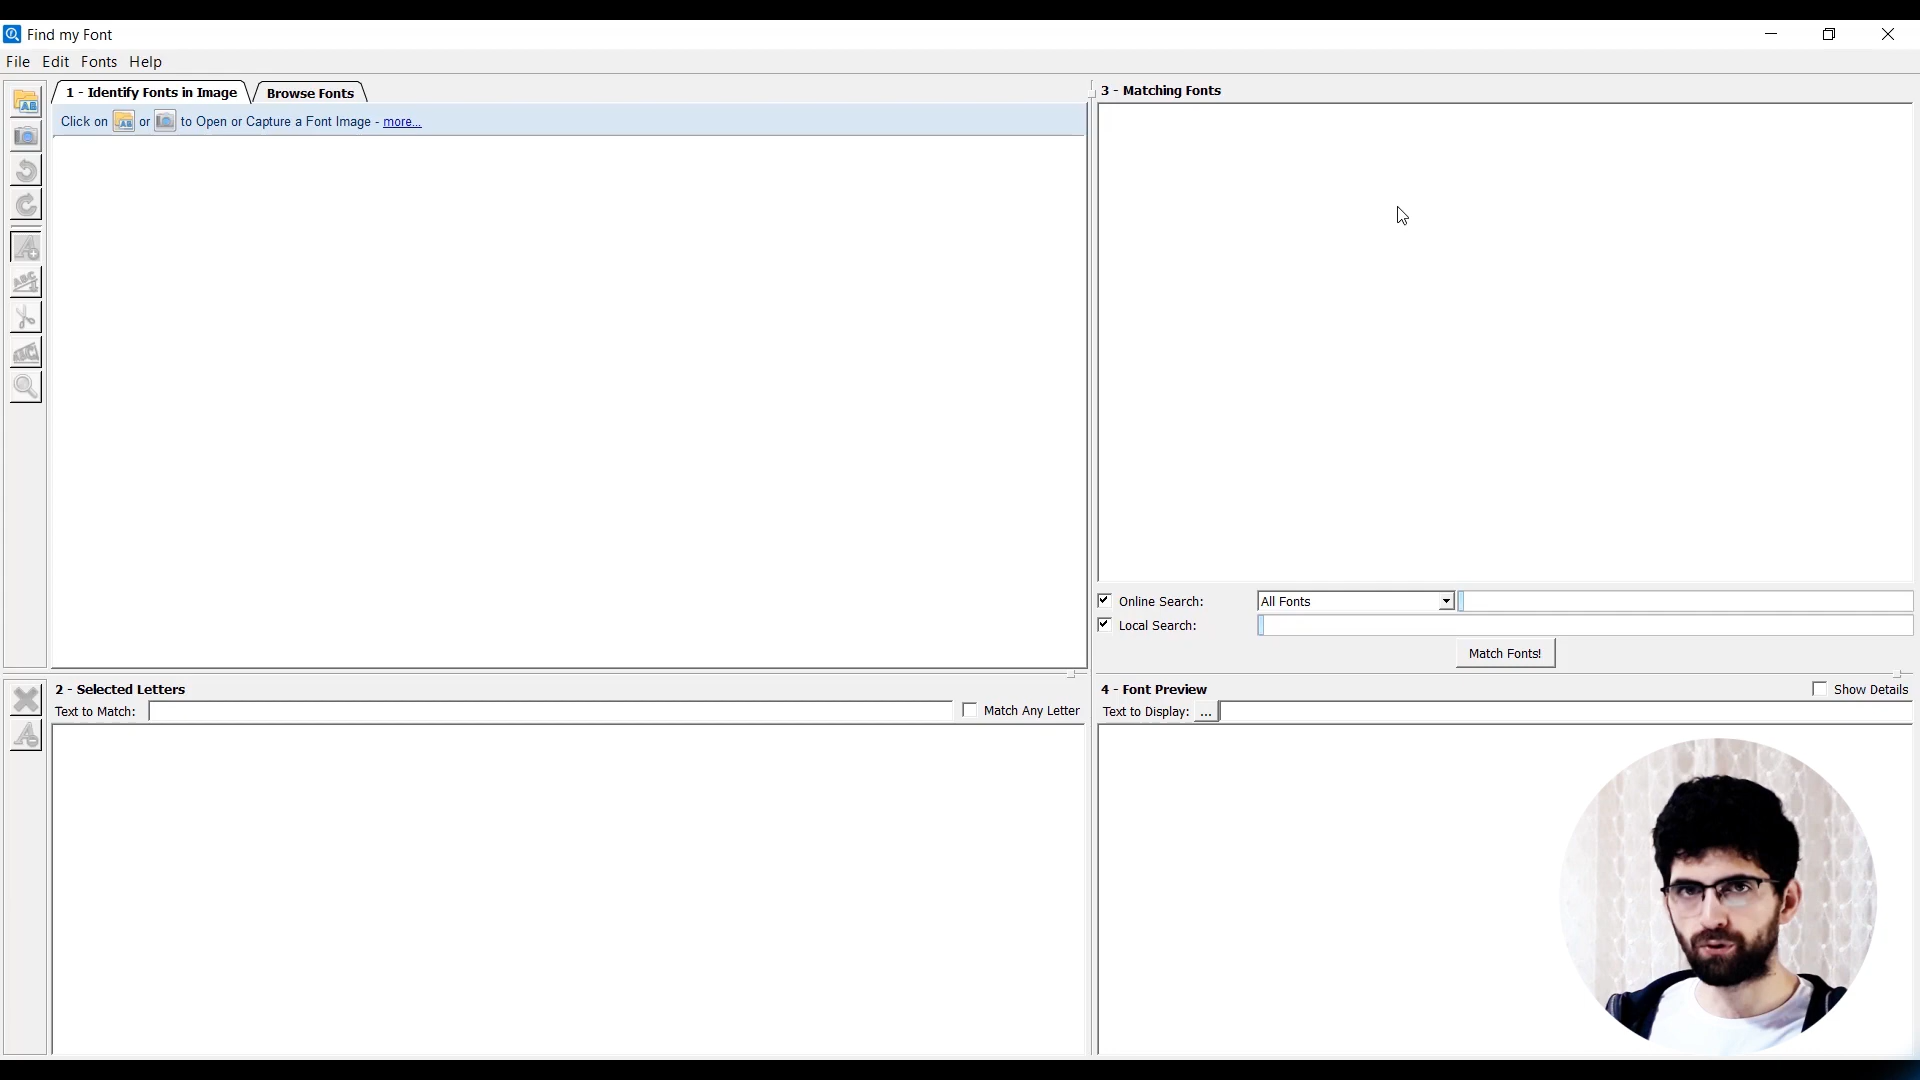 Find my Font
File Edit Fonts Help
1 - Identify Fonts in Image
Browse Fonts
Click on or to Open or Capture a Font Image - more...
3 - Matching Fonts
Online Search: All Fonts
Local Search:
Match Fonts!
2 - Selected Letters
Text to Match: Match Any Letter
4 - Font Preview Show Details
Text to Display: ...